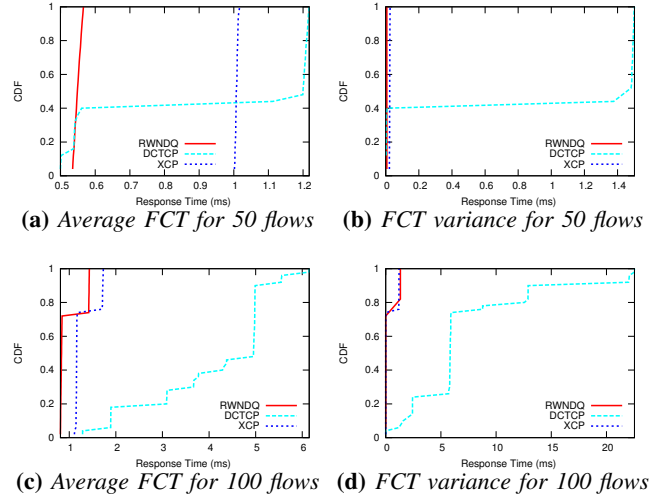 1
0.8
0.6
0.4
0.2
0
CDF
0.5 0.6 0.7 0.8 0.9 1 1.1 1.2
Response Time (ms)
RWNDQ
DCTCP
XCP
(a) Average FCT for 50 flows
1
0.8
0.6
0.4
0.2
0
CDF
0 0.2 0.4 0.6 0.8 1 1.2 1.4
Response Time (ms)
RWNDQ
DCTCP
XCP
(b) FCT variance for 50 flows
1
0.8
0.6
0.4
0.2
0
CDF
1 2 3 4 5 6
Response Time (ms)
RWNDQ
DCTCP
XCP
(c) Average FCT for 100 flows
1
0.8
0.6
0.4
0.2
0
CDF
0 5 10 15 20
Response Time (ms)
RWNDQ
DCTCP
XCP
(d) FCT variance for 100 flows